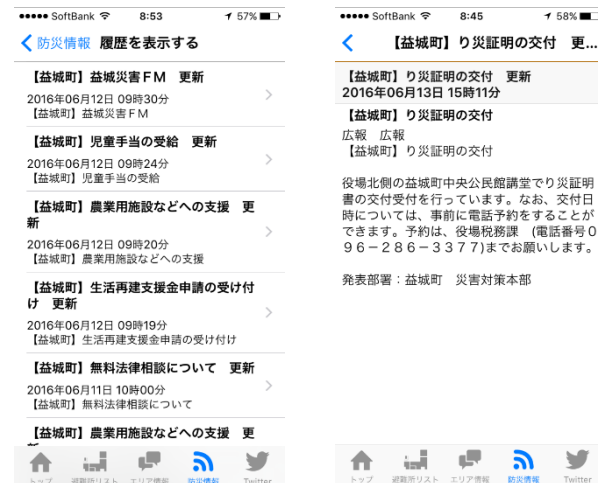 SoftBank 8:53 57%
防災情報 履歴を表示する
【益城町】益城災害ＦＭ　更新
2016年06月12日 09時30分
【益城町】益城災害ＦＭ
【益城町】児童手当の受給　更新
2016年06月12日 09時24分
【益城町】児童手当の受給
【益城町】農業用施設などへの支援　更
新
2016年06月12日 09時20分
【益城町】農業用施設などへの支援
【益城町】生活再建支援金申請の受け付
け　更新
2016年06月12日 09時19分
【益城町】生活再建支援金申請の受け付け
【益城町】無料法律相談について　更新
2016年06月11日 10時00分
【益城町】無料法律相談について
【益城町】農業用施設などへの支援　更
トップ 避難所リスト エリア情報 防災情報 Twitter
SoftBank 8:45 58%
【益城町】り災証明の交付　更...
【益城町】り災証明の交付　更新
2016年06月13日 15時11分
【益城町】り災証明の交付
広報　広報
【益城町】り災証明の交付
役場北側の益城町中央公民館講堂でり災証明
書の交付受付を行っています。なお、交付日
時については、事前に電話予約をすることが
できます。予約は、役場税務課　(電話番号０
９６－２８６－３３７７)までお願いします。
発表部署：益城町　災害対策本部
トップ 避難所リスト エリア情報 防災情報 Twitter